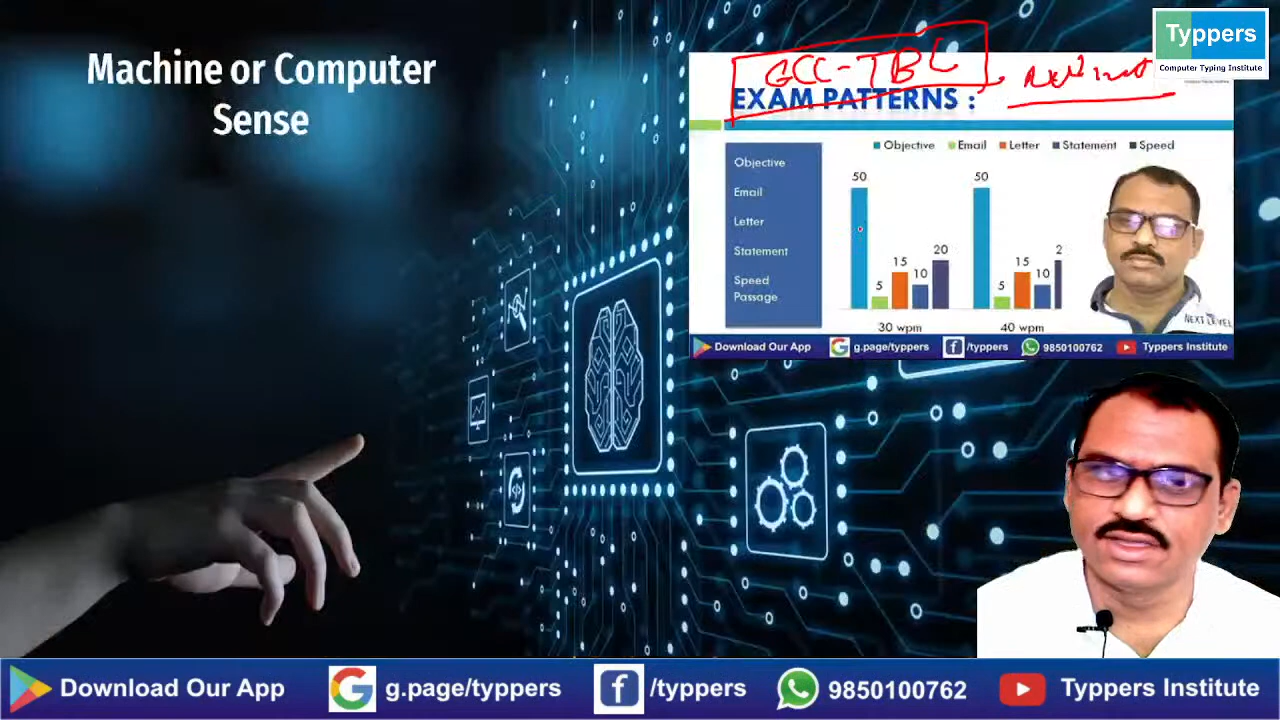 Machine or Computer
Sense
Typpers
Computer Typing Institute
GCC-TBC
EXAM PATTERNS :
Objective
Email
Letter
Statement
Speed
Passage
Objective Email Letter Statement Speed
50
5
15
10
20
50
5
15
10
2
30 wpm
40 wpm
NEXT LEVEL
Download Our App g.page/typpers /typpers 9850100762 Typpers Institute
Download Our App g.page/typpers /typpers 9850100762 Typpers Institute